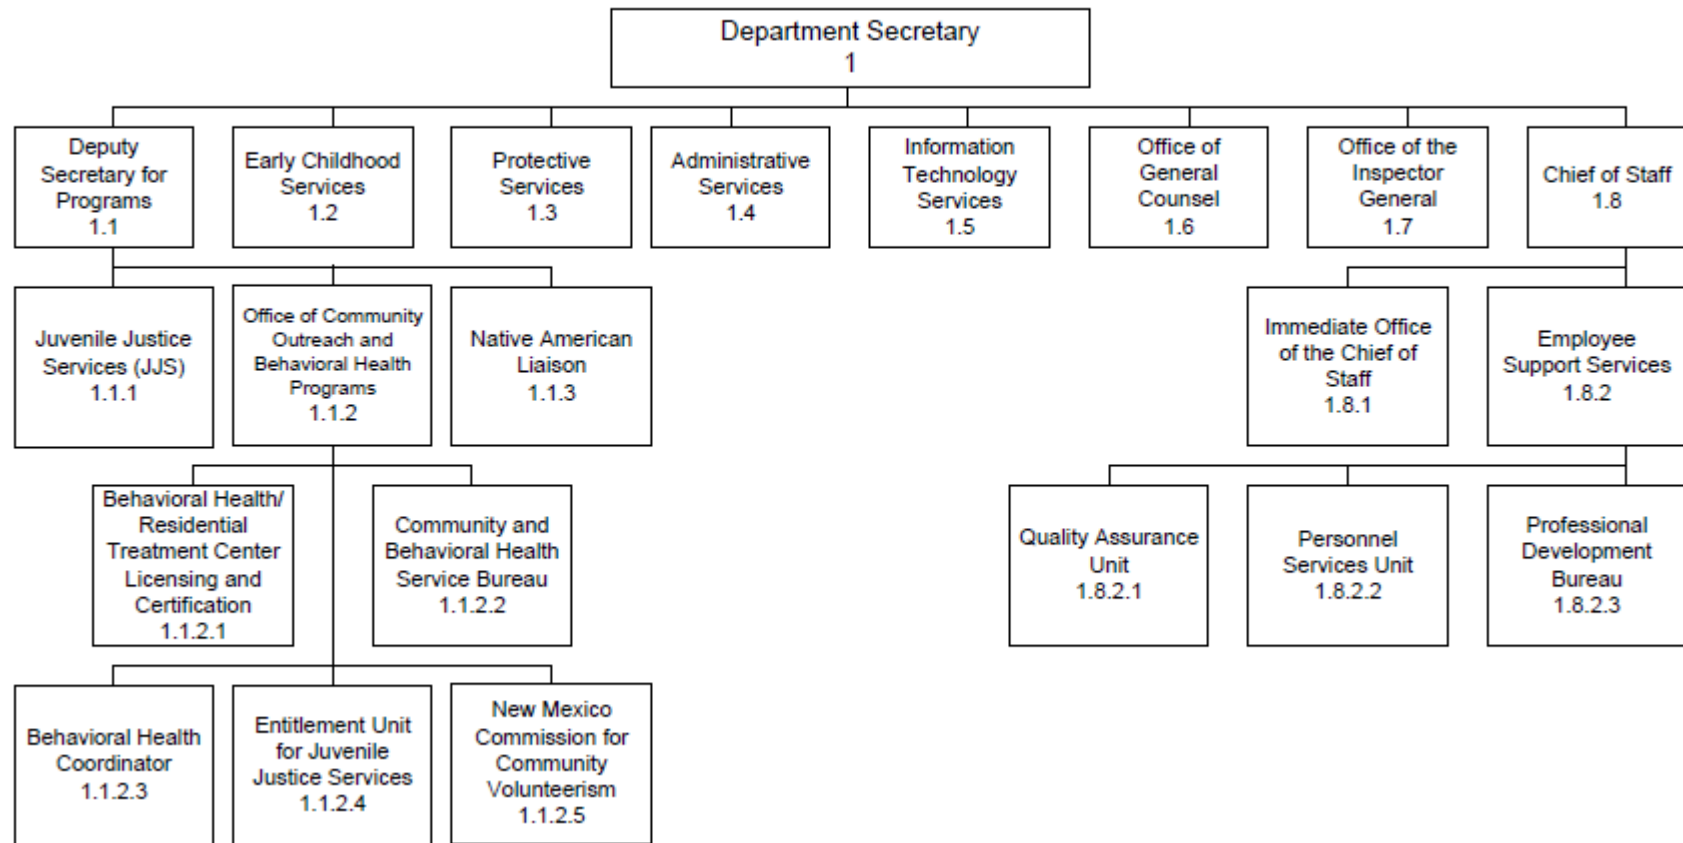 Department Secretary
1
Deputy
Secretary for
Programs
1.1
Early Childhood
Services
1.2
Protective
Services
1.3
Administrative
Services
1.4
Information
Technology
Services
1.5
Office of
General
Counsel
1.6
Office of the
Inspector
General
1.7
Chief of Staff
1.8
Juvenile Justice
Services (JJS)
1.1.1
Office of Community
Outreach and
Behavioral Health
Programs
1.1.2
Native American
Liaison
1.1.3
Immediate Office
of the Chief of
Staff
1.8.1
Employee
Support Services
1.8.2
Behavioral Health/
Residential
Treatment Center
Licensing and
Certification
1.1.2.1
Community and
Behavioral Health
Service Bureau
1.1.2.2
Quality Assurance
Unit
1.8.2.1
Personnel
Services Unit
1.8.2.2
Professional
Development
Bureau
1.8.2.3
Behavioral Health
Coordinator
1.1.2.3
Entitlement Unit
for Juvenile
Justice Services
1.1.2.4
New Mexico
Commission for
Community
Volunteerism
1.1.2.5